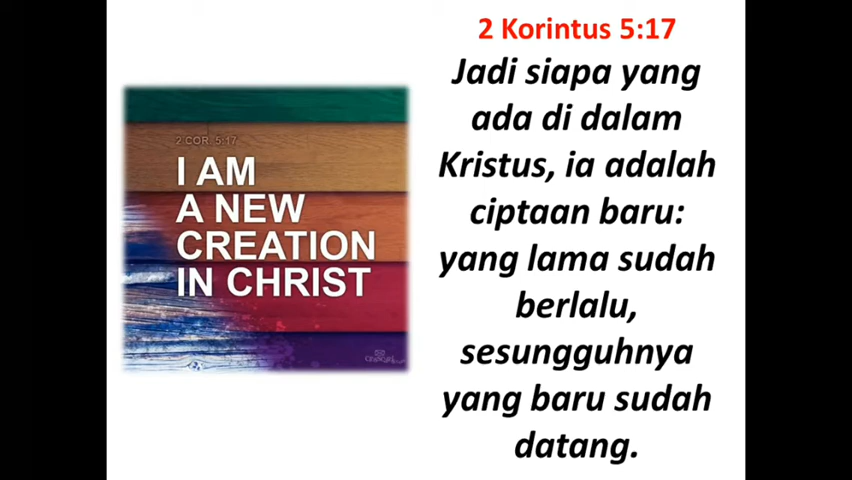 2 COR. 5:17
I AM
A NEW
CREATION
IN CHRIST
2 Korintus 5:17
Jadi siapa yang
ada di dalam
Kristus, ia adalah
ciptaan baru:
yang lama sudah
berlalu,
sesungguhnya
yang baru sudah
datang.